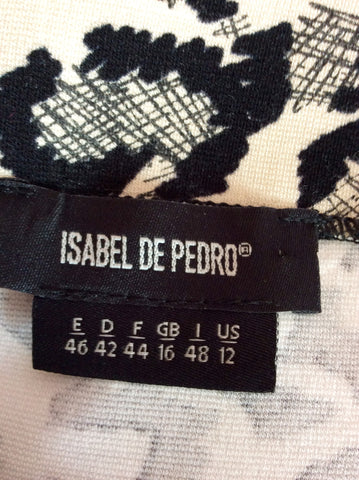 ISABEL DE PEDRO®
E D F GB I US
46 42 44 16 48 12